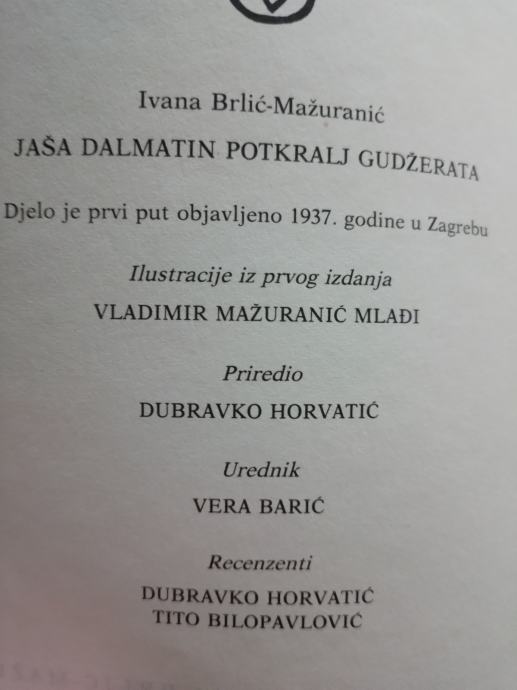 Ivana Brlić-Mažuranić
JAŠA DALMATIN POTKRALJ GUDŽERATA
Djelo je prvi put objavljeno 1937. godine u Zagrebu
Ilustracije iz prvog izdanja
VLADIMIR MAŽURANIĆ MLAĐI
Priredio
DUBRAVKO HORVATIĆ
Urednik
VERA BARIĆ
Recenzenti
DUBRAVKO HORVATIĆ
TITO BILOPAVLOVIĆ